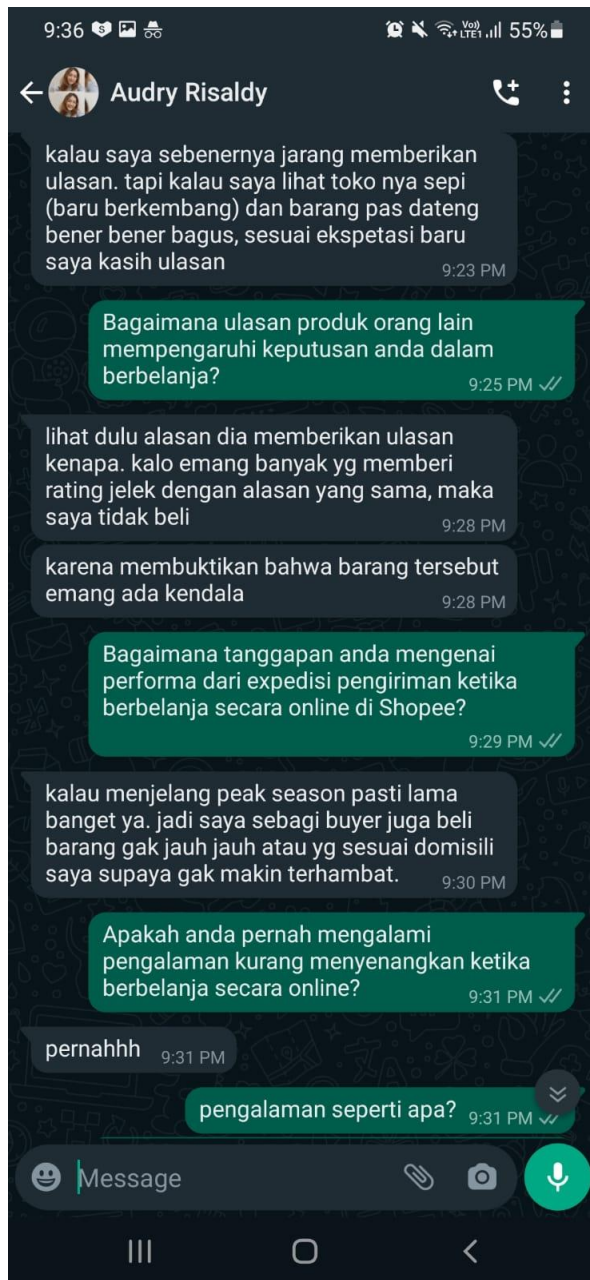 9:36
Vo)) LTE1 55%
Audry Risaldy
kalau saya sebenernya jarang memberikan
ulasan. tapi kalau saya lihat toko nya sepi
(baru berkembang) dan barang pas dateng
bener bener bagus, sesuai ekspetasi baru
saya kasih ulasan
9:23 PM
Bagaimana ulasan produk orang lain
mempengaruhi keputusan anda dalam
berbelanja?
9:25 PM
lihat dulu alasan dia memberikan ulasan
kenapa. kalo emang banyak yg memberi
rating jelek dengan alasan yang sama, maka
saya tidak beli
9:28 PM
karena membuktikan bahwa barang tersebut
emang ada kendala
9:28 PM
Bagaimana tanggapan anda mengenai
performa dari expedisi pengiriman ketika
berbelanja secara online di Shopee?
9:29 PM
kalau menjelang peak season pasti lama
banget ya. jadi saya sebagi buyer juga beli
barang gak jauh jauh atau yg sesuai domisili
saya supaya gak makin terhambat.
9:30 PM
Apakah anda pernah mengalami
pengalaman kurang menyenangkan ketika
berbelanja secara online?
9:31 PM
pernahhh 9:31 PM
pengalaman seperti apa? 9:31 PM
Message